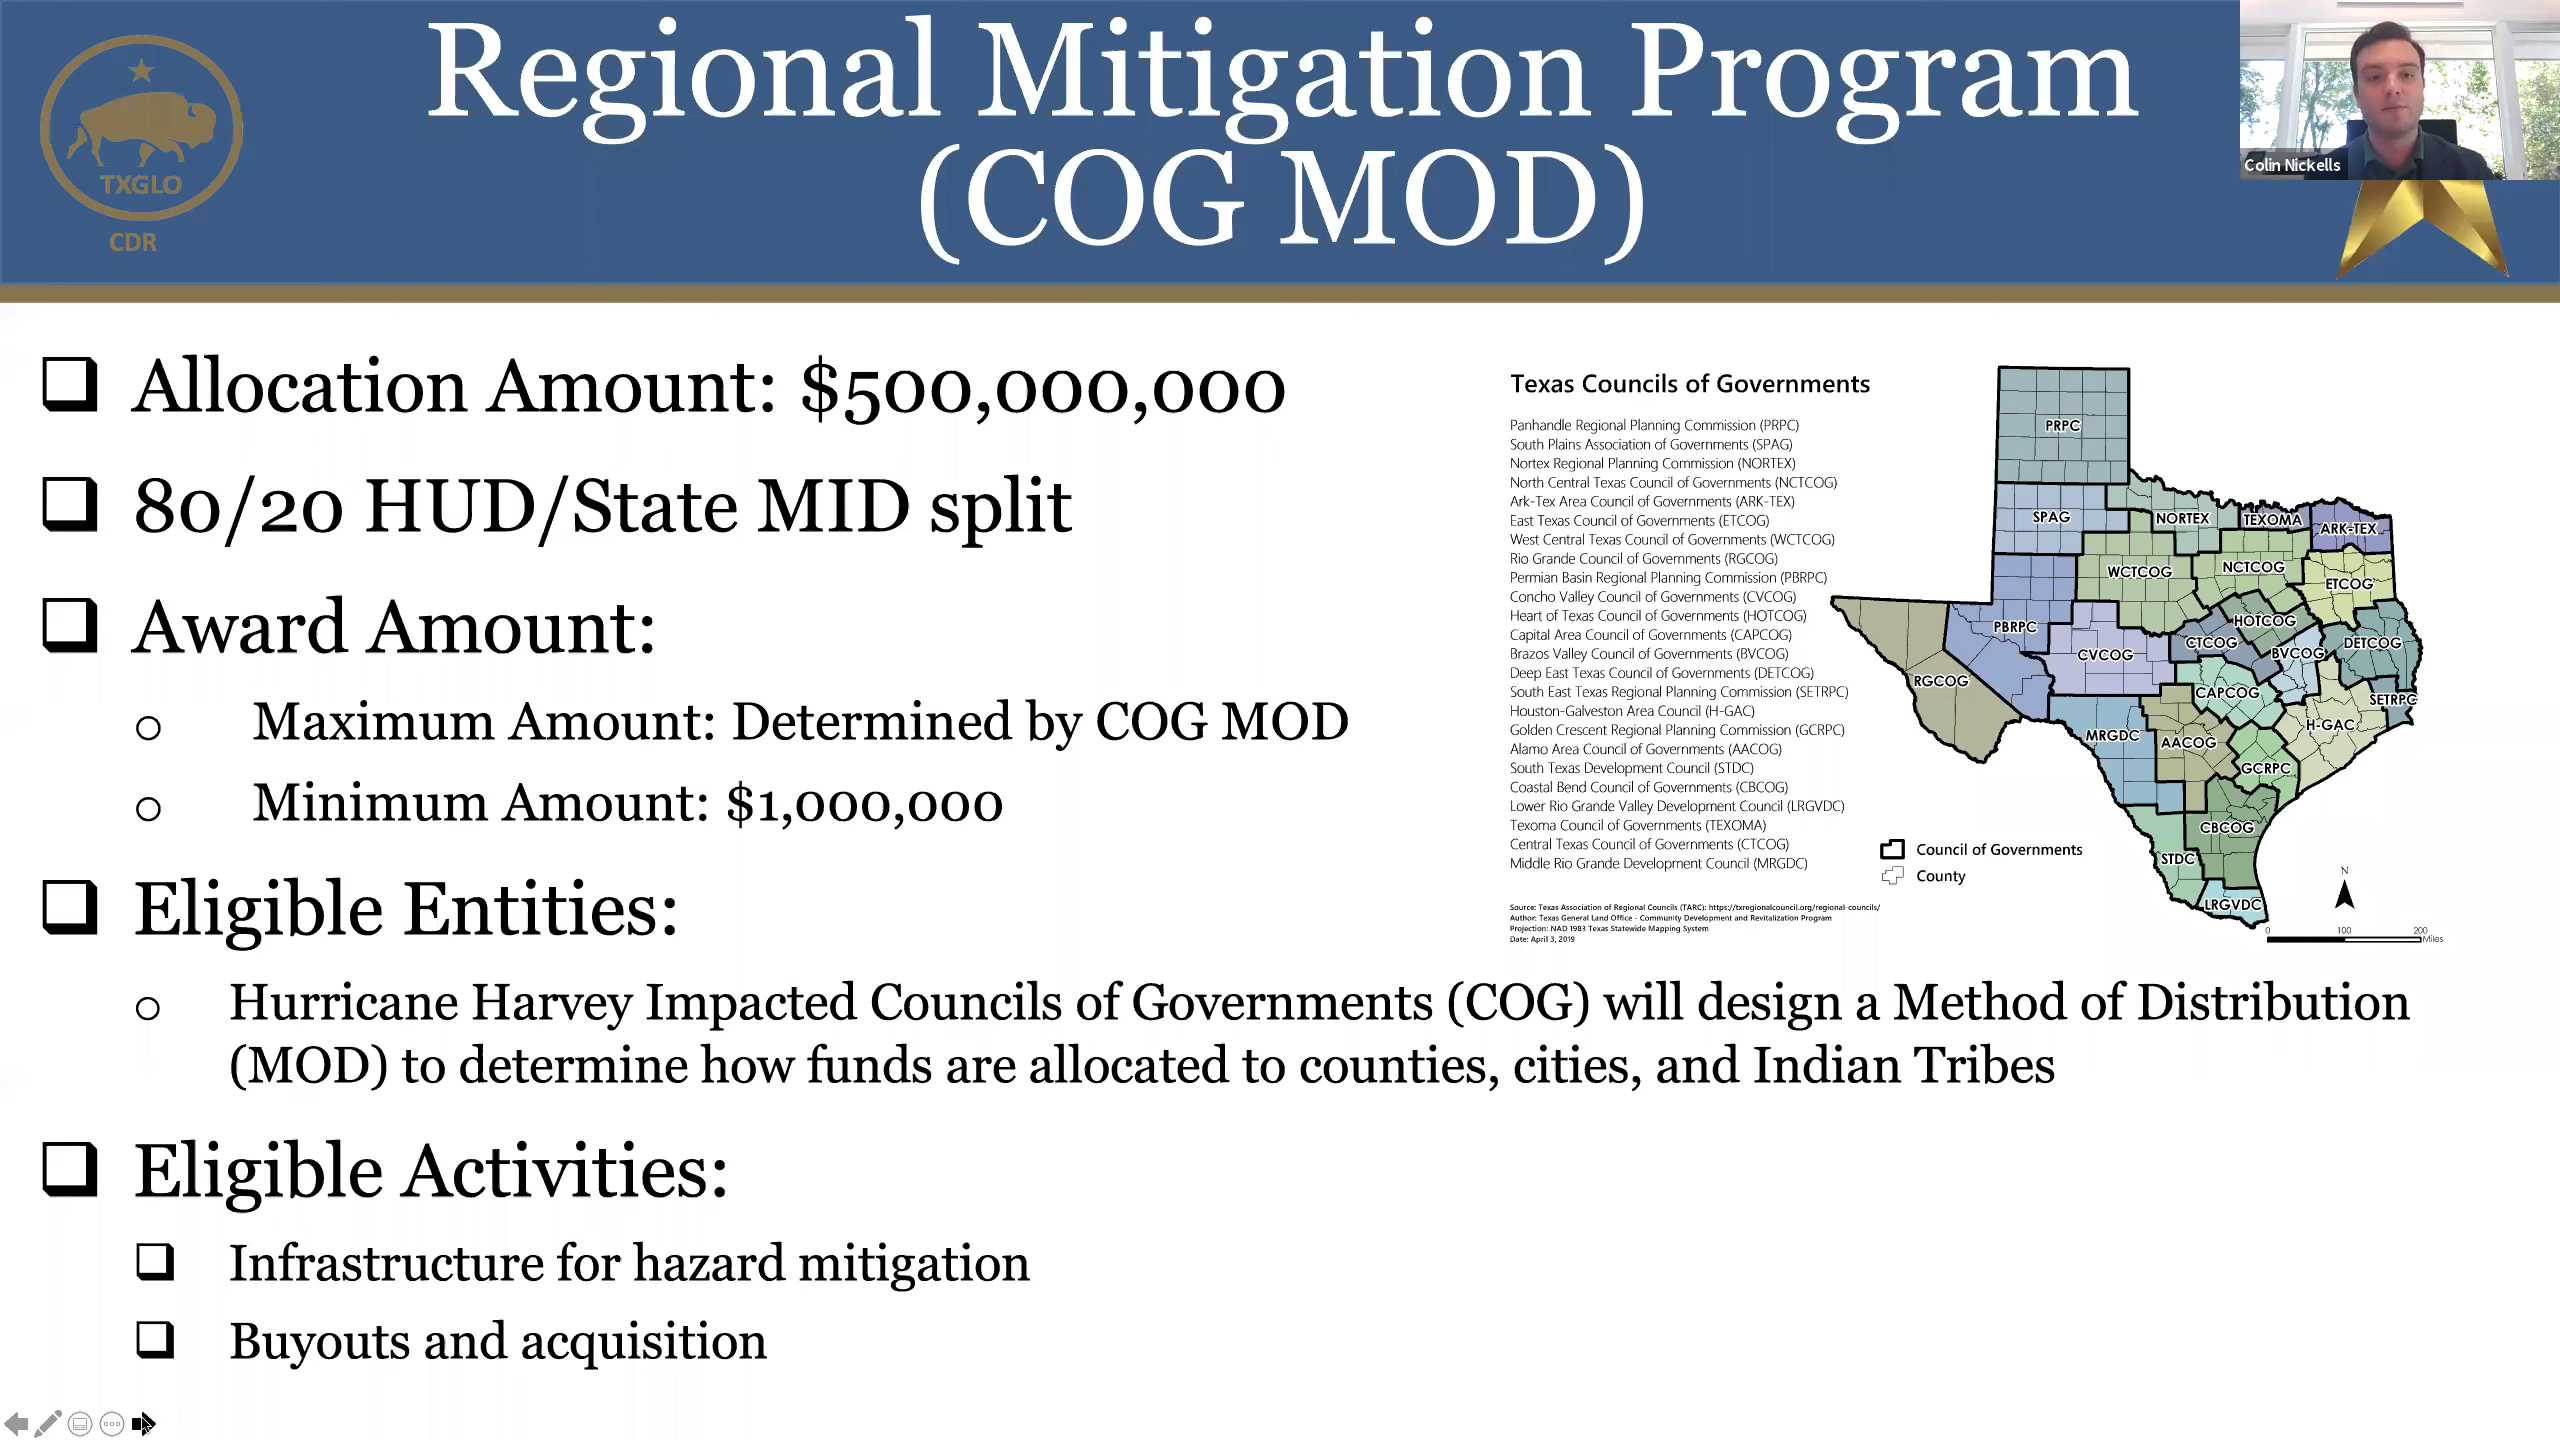 Regional Mitigation Program
(COG MOD)
TXGLO
CDR
Colin Nickells
❑ Allocation Amount: $500,000,000
❑ 80/20 HUD/State MID split
❑ Award Amount:
o Maximum Amount: Determined by COG MOD
o Minimum Amount: $1,000,000
❑ Eligible Entities:
o Hurricane Harvey Impacted Councils of Governments (COG) will design a Method of Distribution
(MOD) to determine how funds are allocated to counties, cities, and Indian Tribes
❑ Eligible Activities:
❑ Infrastructure for hazard mitigation
❑ Buyouts and acquisition
Texas Councils of Governments
Panhandle Regional Planning Commission (PRPC)
South Plains Association of Governments (SPAG)
Nortex Regional Planning Commission (NORTEX)
North Central Texas Council of Governments (NCTCOG)
Ark-Tex Area Council of Governments (ARK-TEX)
East Texas Council of Governments (ETCOG)
West Central Texas Council of Governments (WCTCOG)
Rio Grande Council of Governments (RGCOG)
Permian Basin Regional Planning Commission (PBRPC)
Concho Valley Council of Governments (CVCOG)
Heart of Texas Council of Governments (HOTCOG)
Capital Area Council of Governments (CAPCOG)
Brazos Valley Council of Governments (BVCOG)
Deep East Texas Council of Governments (DETCOG)
South East Texas Regional Planning Commission (SETRPC)
Houston-Galveston Area Council (H-GAC)
Golden Crescent Regional Planning Commission (GCRPC)
Alamo Area Council of Governments (AACOG)
South Texas Development Council (STDC)
Coastal Bend Council of Governments (CBCOG)
Lower Rio Grande Valley Development Council (LRGVDC)
Texoma Council of Governments (TEXOMA)
Central Texas Council of Governments (CTCOG)
Middle Rio Grande Development Council (MRGDC)
Source: Texas Association of Regional Councils (TARC): https://txregionalcouncil.org/regional-councils/
Author: Texas General Land Office - Community Development and Revitalization Program
Projection: NAD 1983 Texas Statewide Mapping System
Date: April 3, 2019
PRPC
SPAG
NORTEX
TEXOMA
ARK-TEX
WCTCOG
NCTCOG
ETCOG
PBRPC
HOTCOG
CTCOG
DETCOG
CVCOG
BVCOG
RGCOG
CAPCOG
SETRPC
H-GAC
MRGDC
AACOG
GCRPC
CBCOG
STDC
LRGVDC
Council of Governments
County
N
0 100 200
Miles